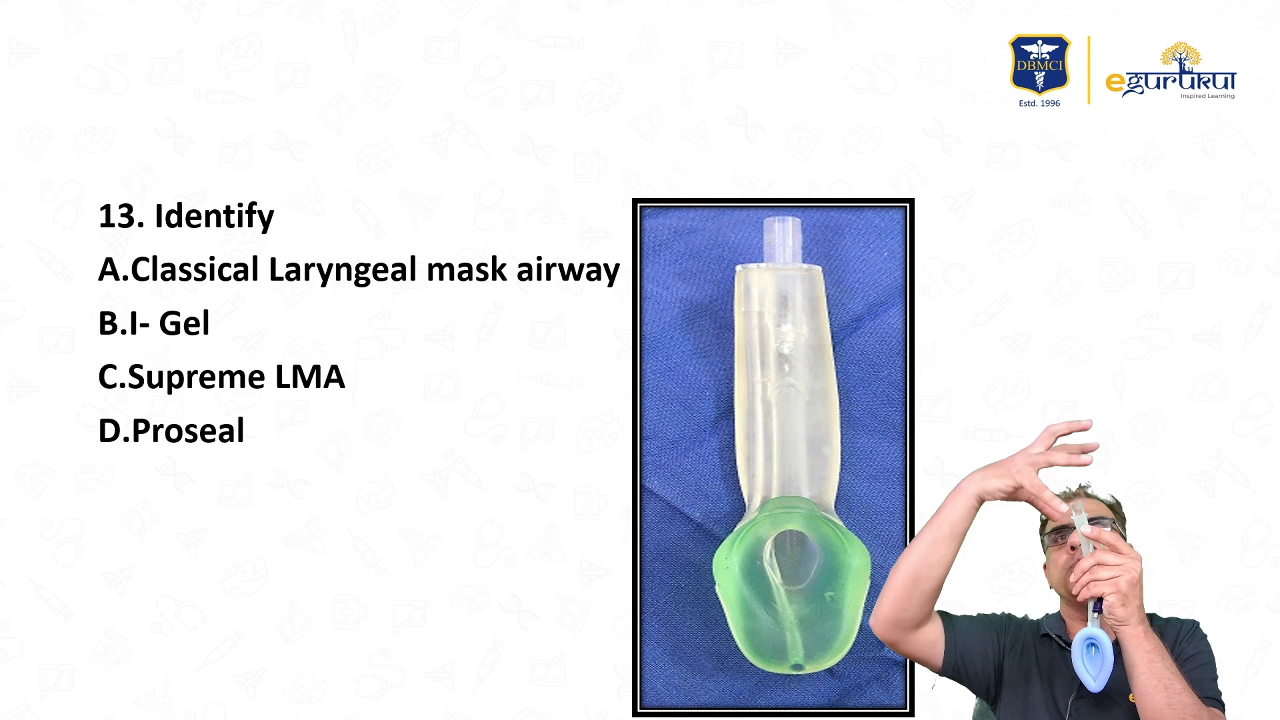 DBMCI
Estd. 1996
egurukul
Inspired Learning
13. Identify
A.Classical Laryngeal mask airway
B.I- Gel
C.Supreme LMA
D.Proseal